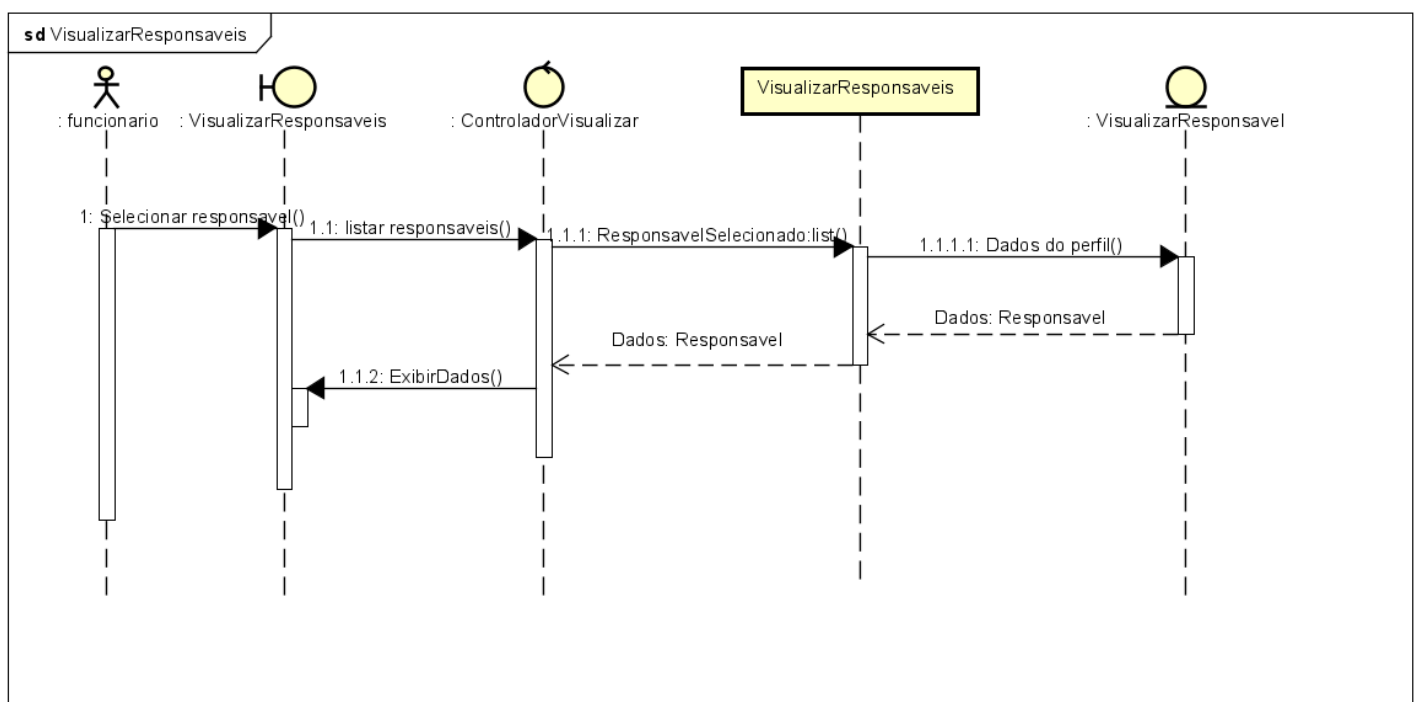 sd VisualizarResponsaveis
: funcionario
: VisualizarResponsaveis
: ControladorVisualizar
VisualizarResponsaveis
: VisualizarResponsavel
1: Selecionar responsavel()
1.1: listar responsaveis()
1.1.1: ResponsavelSelecionado:list()
1.1.1.1: Dados do perfil()
Dados: Responsavel
Dados: Responsavel
1.1.2: ExibirDados()